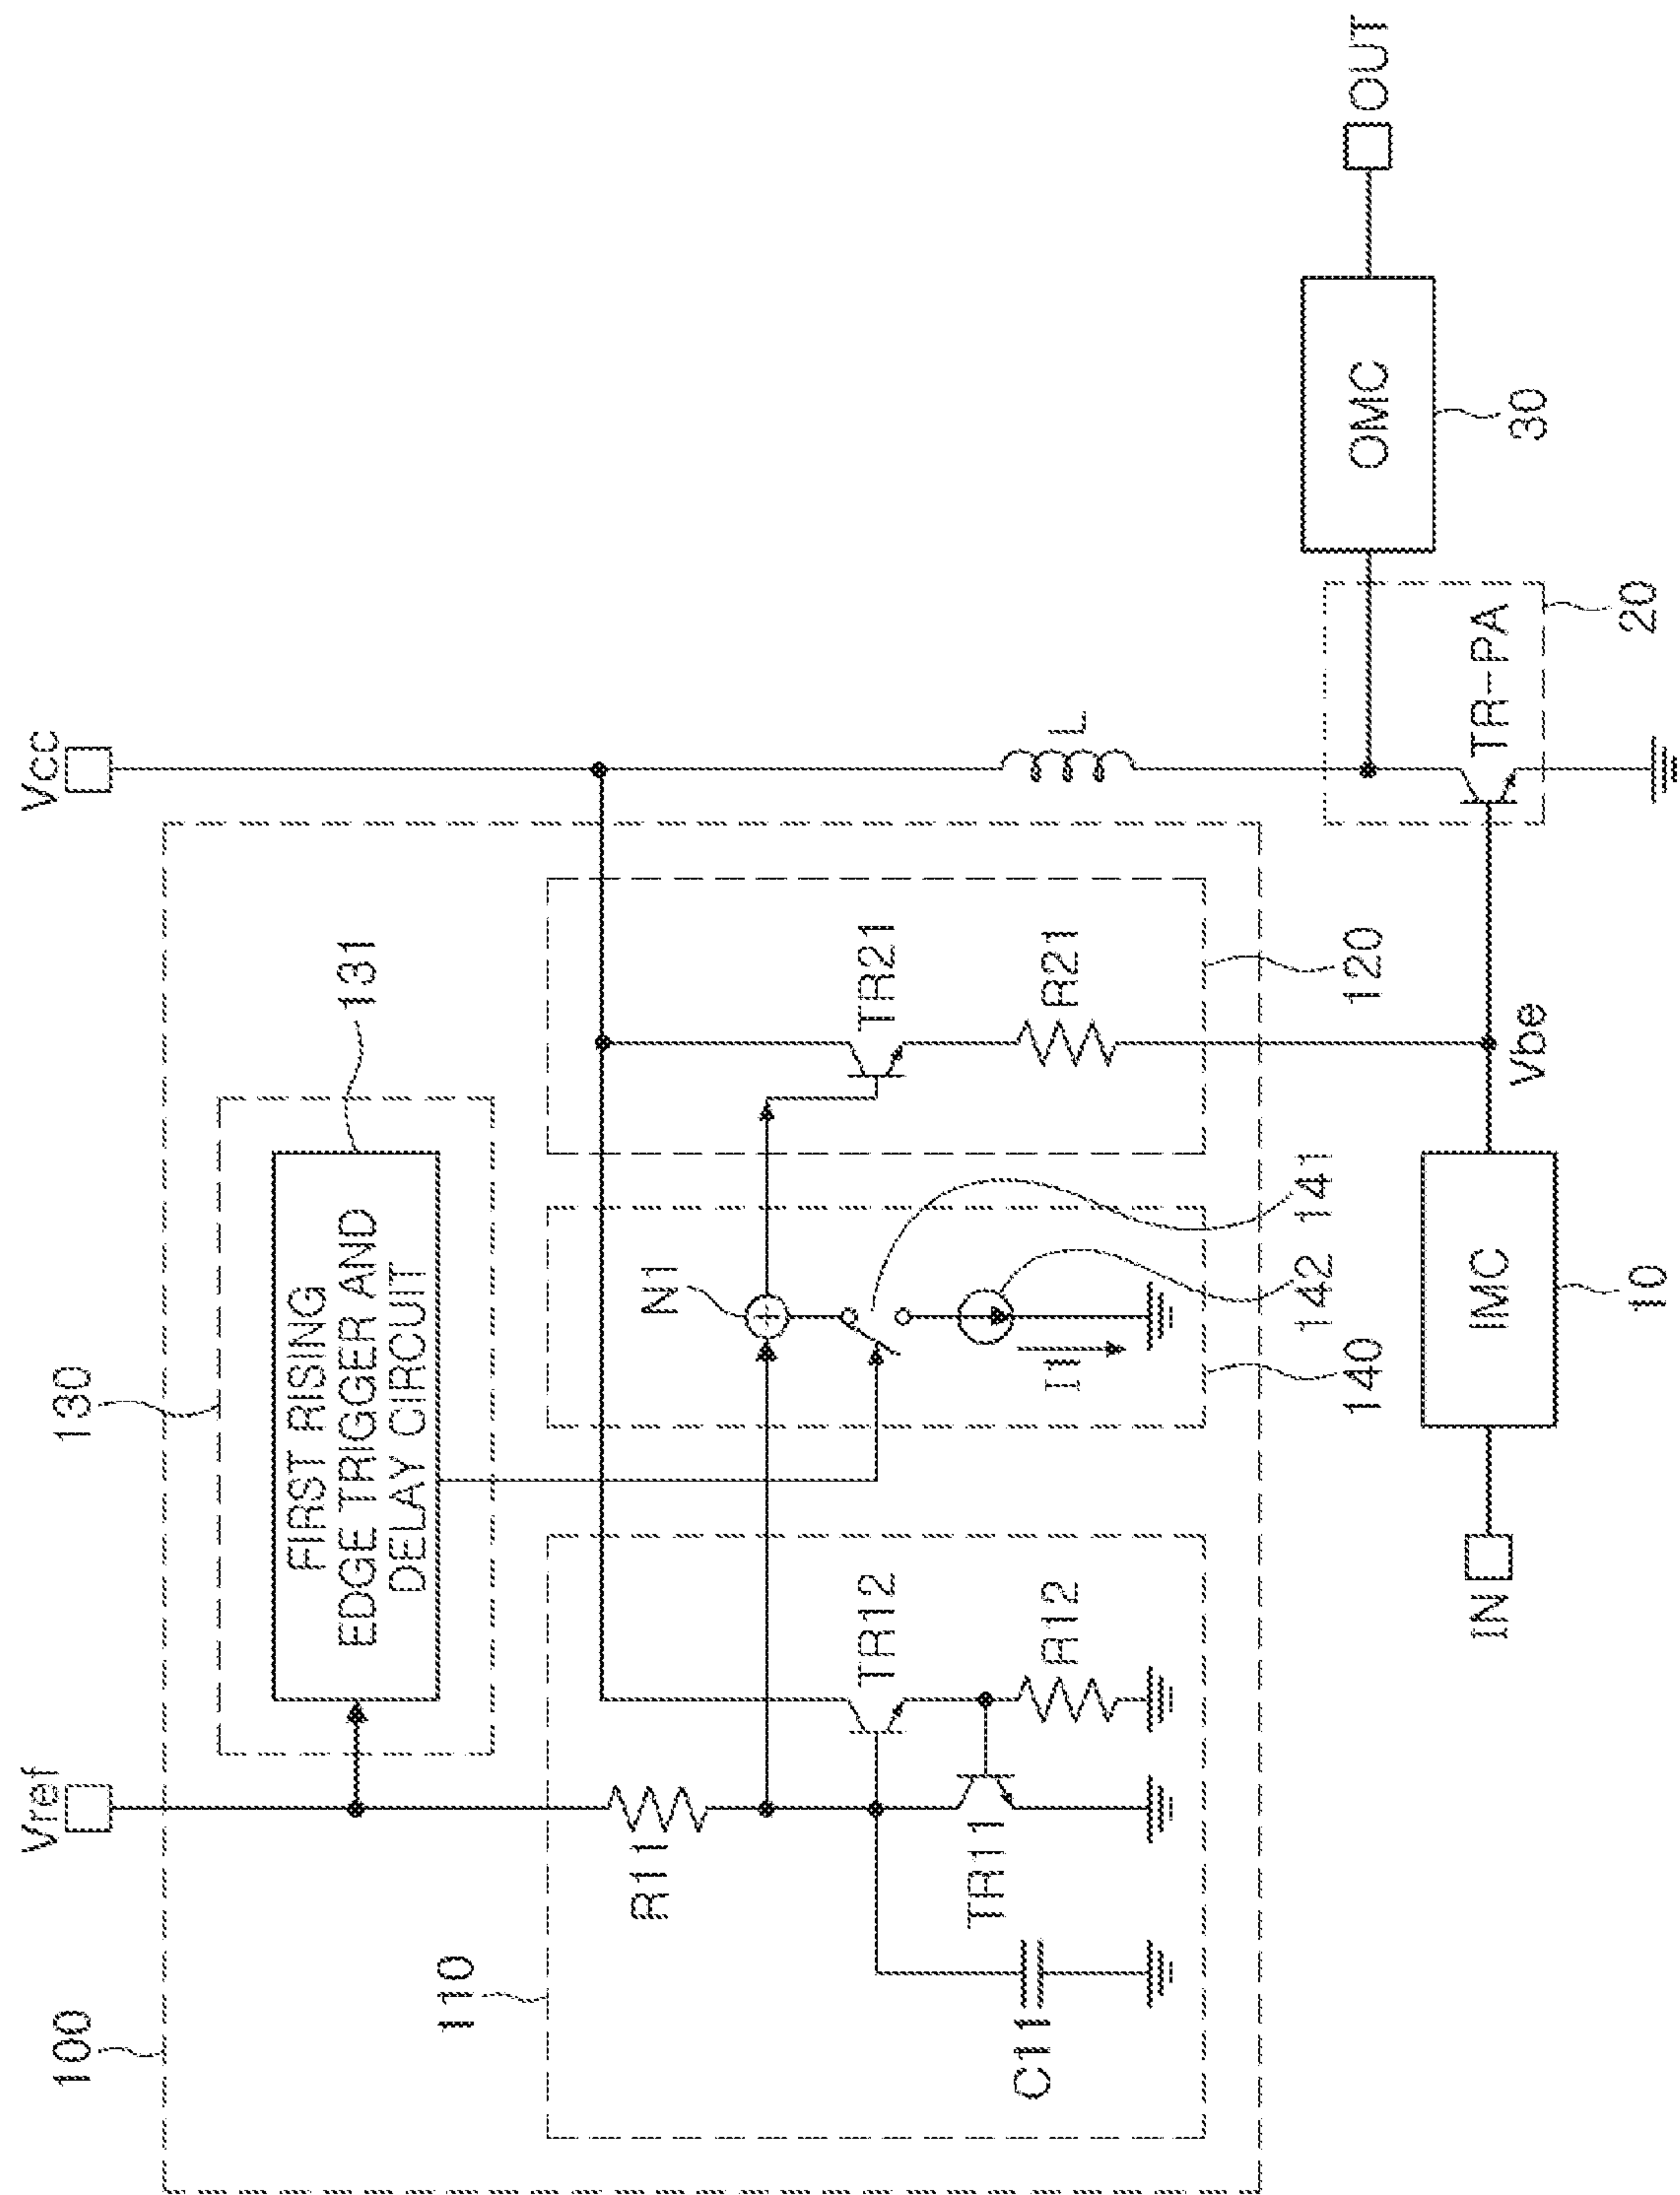 100
Vref
130
131
Vcc
FIRST RISING
EDGE TRIGGER AND
DELAY CIRCUIT
110
R11
N1
TR12
TR21
TR11
C11
R12
I1
R21
L
140
142
141
120
IN
IMC
10
Vbe
TR-PA
20
OMC
30
OUT